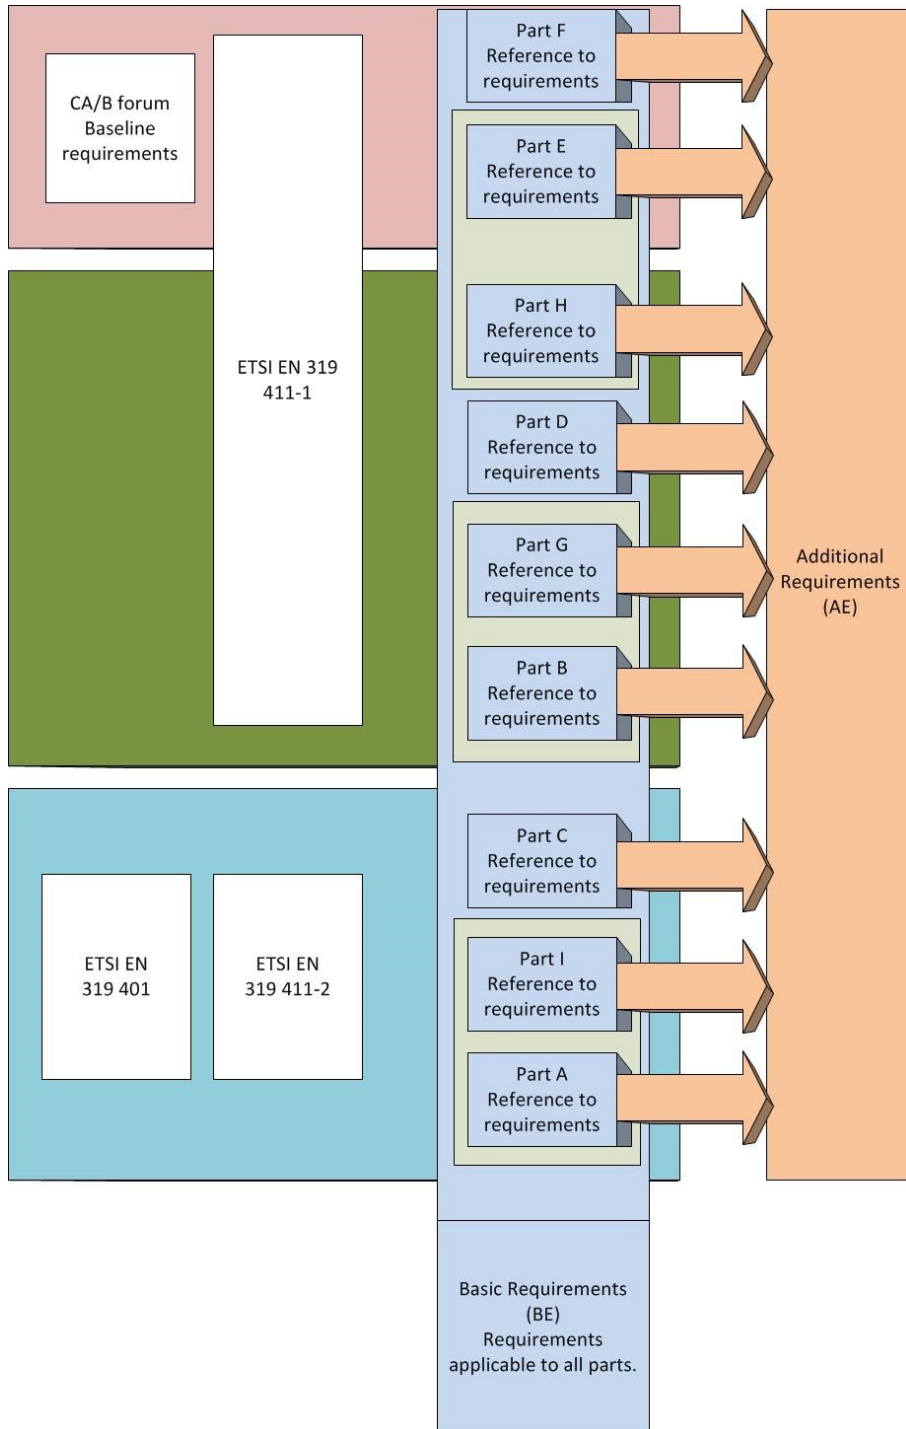 CA/B forum
Baseline
requirements
ETSI EN 319
411-1
ETSI EN
319 401
ETSI EN
319 411-2
Part F
Reference to
requirements
Part E
Reference to
requirements
Part H
Reference to
requirements
Part D
Reference to
requirements
Part G
Reference to
requirements
Part B
Reference to
requirements
Part C
Reference to
requirements
Part I
Reference to
requirements
Part A
Reference to
requirements
Basic Requirements
(BE)
Requirements
applicable to all parts.
Additional
Requirements
(AE)